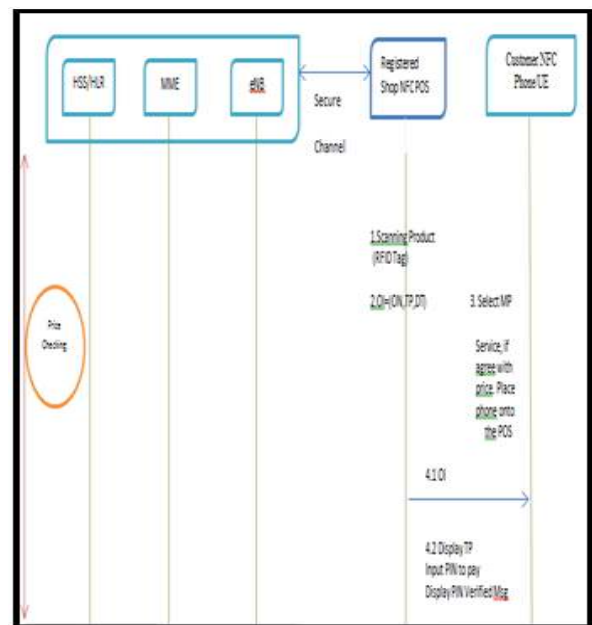 HSS/HLR
MME
eNB
Secure
Channel
Registered
Shop NFC POS
Customer NFC
Phone UE
1.Scanning Product
(RFID Tag)
2.OI=(ON,TP,DT)
3. Select MP
Service, if
agree with
price. Place
phone onto
the POS
Price
Checking
4.1 OI
4.2 Display TP
Input PIN to pay
Display PIN Verified Msg